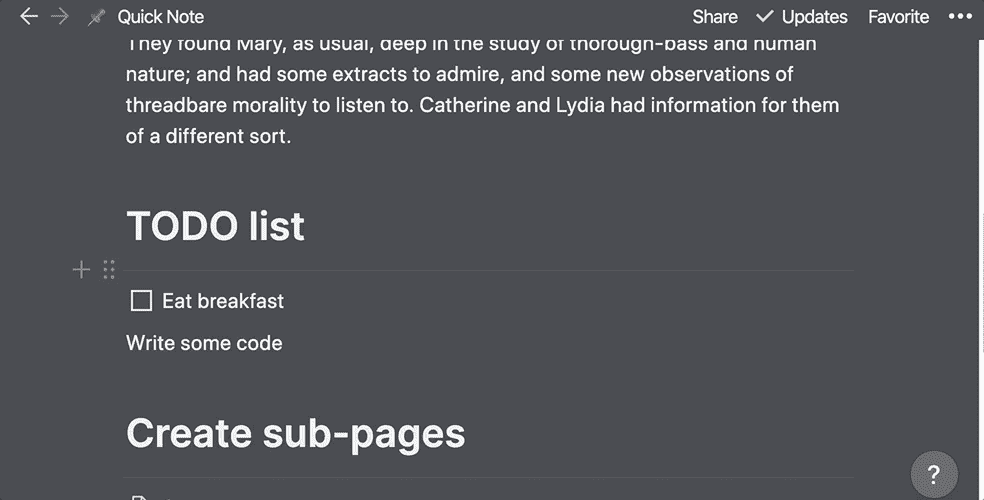 Quick Note
Share
Updates
Favorite
They found Mary, as usual, deep in the study of thorough-bass and human
nature; and had some extracts to admire, and some new observations of
threadbare morality to listen to. Catherine and Lydia had information for them
of a different sort.
TODO list
Eat breakfast
Write some code
Create sub-pages
?